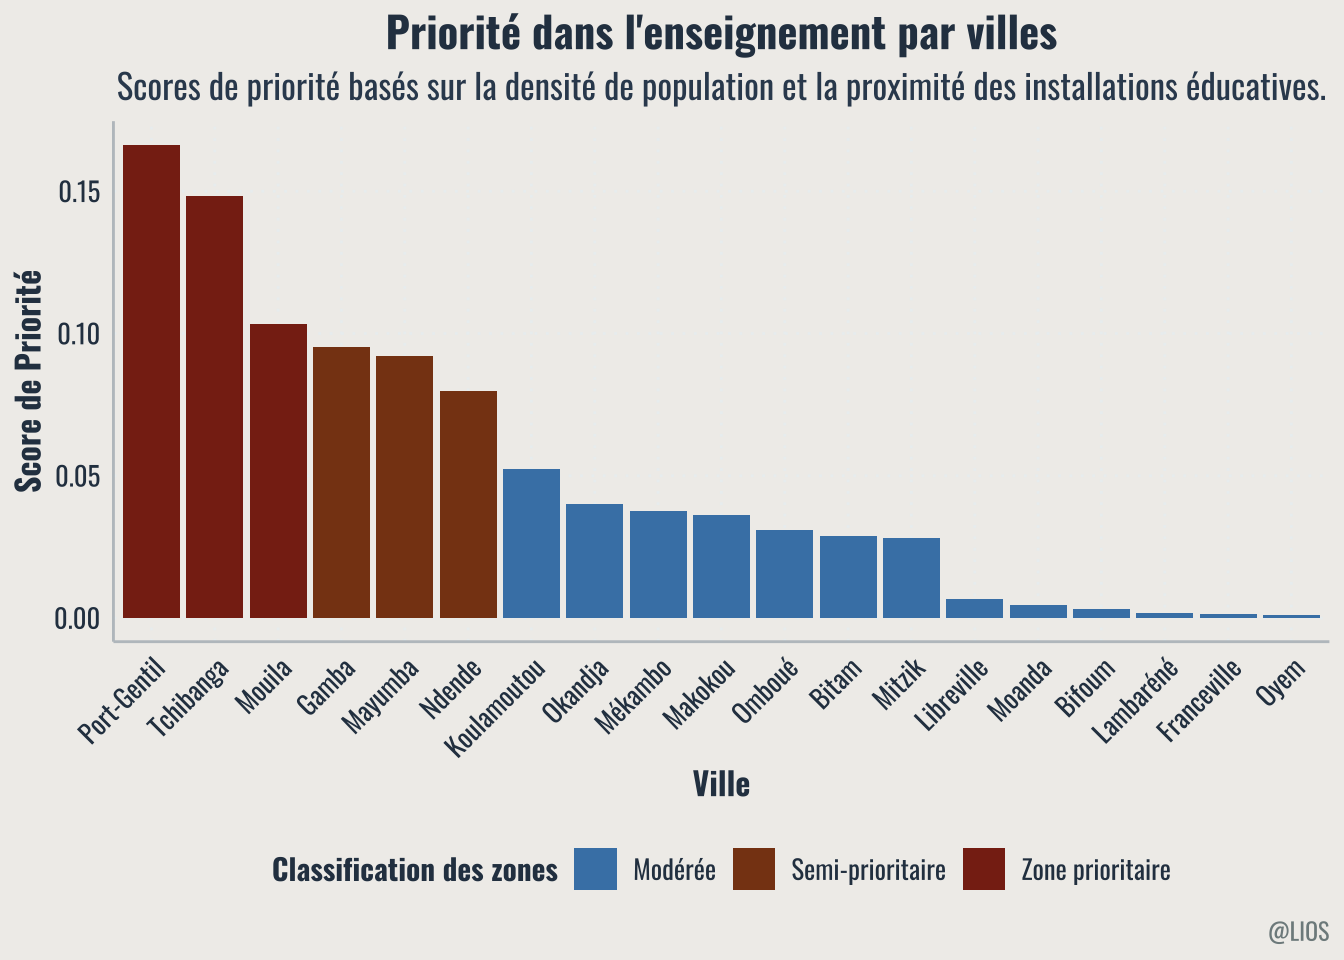 Priorité dans l'enseignement par villes
Scores de priorité basés sur la densité de population et la proximité des installations éducatives.
Score de Priorité
0.15
0.10
0.05
0.00
Port-Gentil
Tchibanga
Mouila
Gamba
Mayumba
Ndende
Koulamoutou
Okandja
Mékambo
Makokou
Omboué
Bitam
Mitzik
Libreville
Moanda
Bifoum
Lambaréné
Franceville
Oyem
Ville
Classification des zones
Modérée
Semi-prioritaire
Zone prioritaire
@LIOS